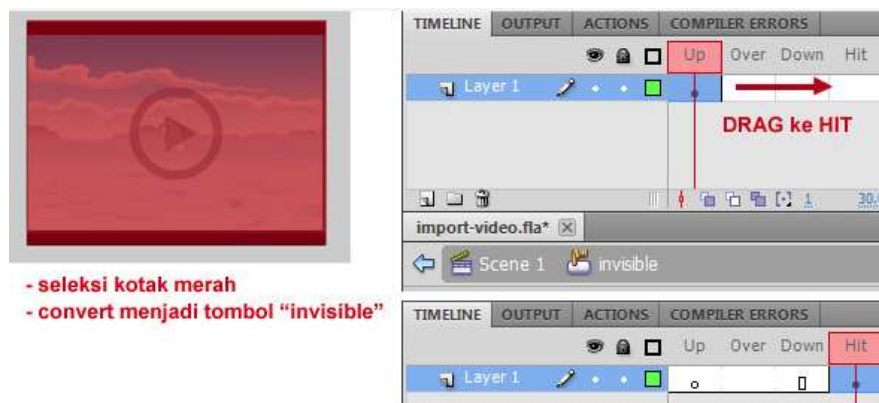 TIMELINE OUTPUT ACTIONS COMPILER ERRORS
Up Over Down Hit
Layer 1
DRAG ke HIT
1 30.
import-video.fla*
Scene 1 invisible
- seleksi kotak merah
- convert menjadi tombol “invisible”
TIMELINE OUTPUT ACTIONS COMPILER ERRORS
Up Over Down Hit
Layer 1